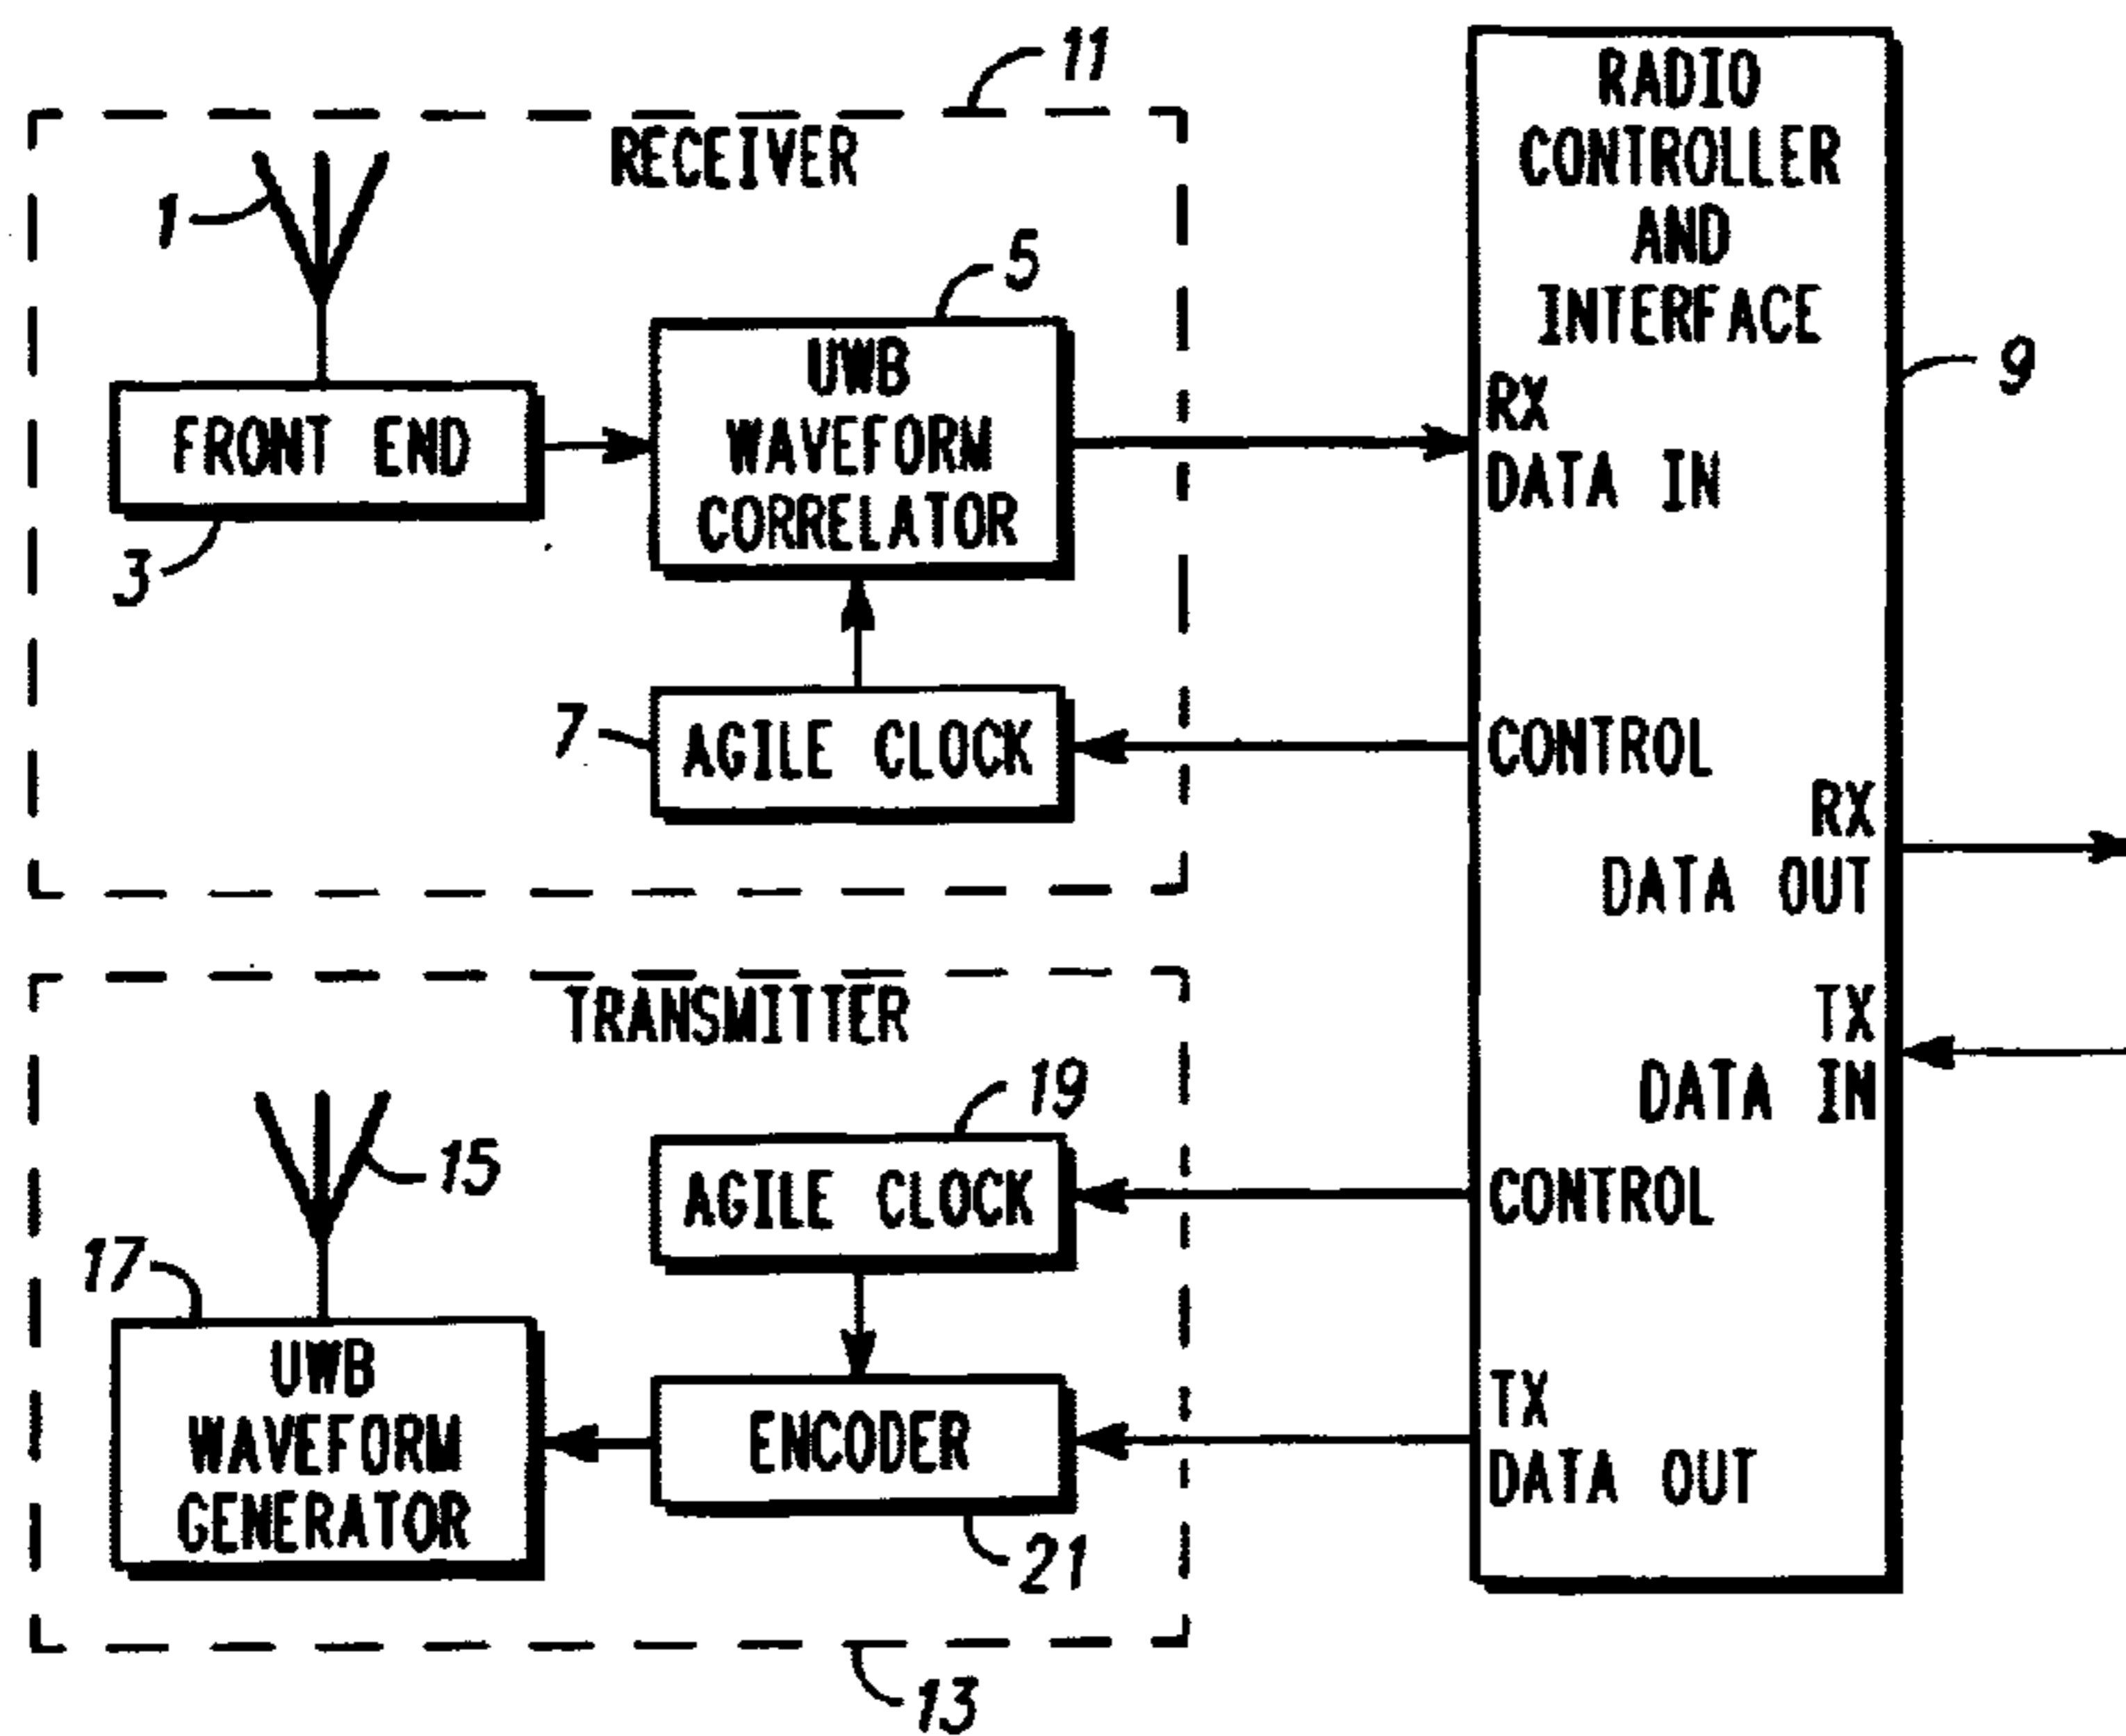 11
RECEIVER
1
5
UWB
WAVEFORM
CORRELATOR
FRONT END
3
7
AGILE CLOCK
RADIO
CONTROLLER
AND
INTERFACE
9
RX
DATA IN
CONTROL
RX
DATA OUT
TX
DATA IN
CONTROL
TX
DATA OUT
TRANSMITTER
19
15
AGILE CLOCK
17
UWB
WAVEFORM
GENERATOR
ENCODER
21
13